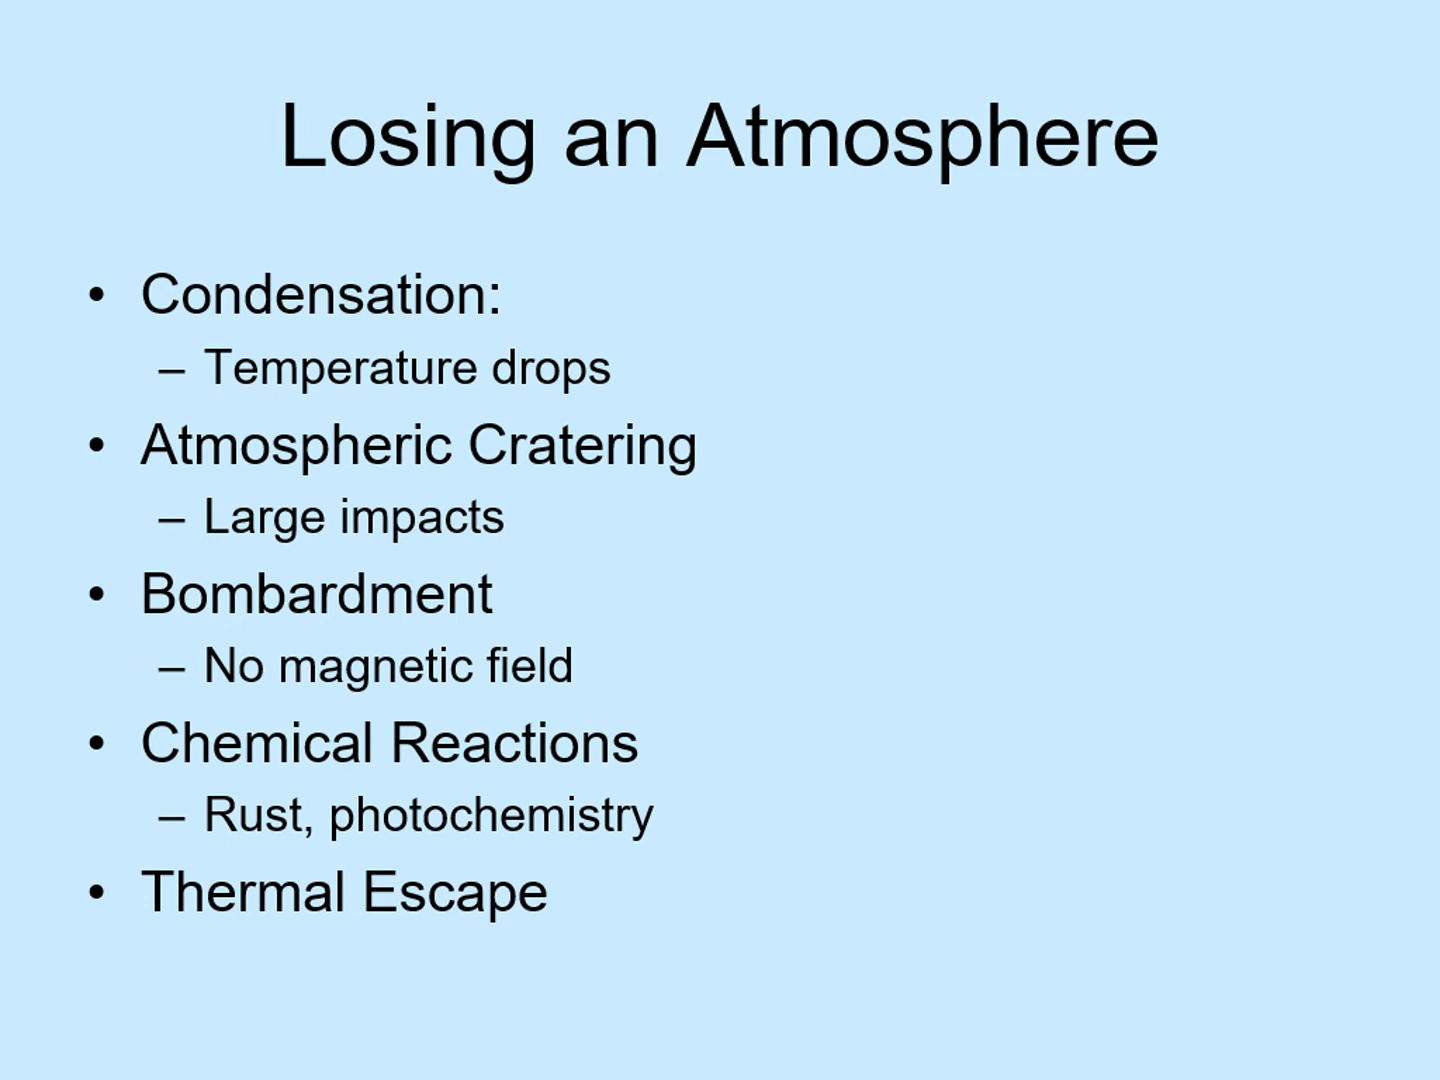 Losing an Atmosphere
• Condensation:
– Temperature drops
• Atmospheric Cratering
– Large impacts
• Bombardment
– No magnetic field
• Chemical Reactions
– Rust, photochemistry
• Thermal Escape